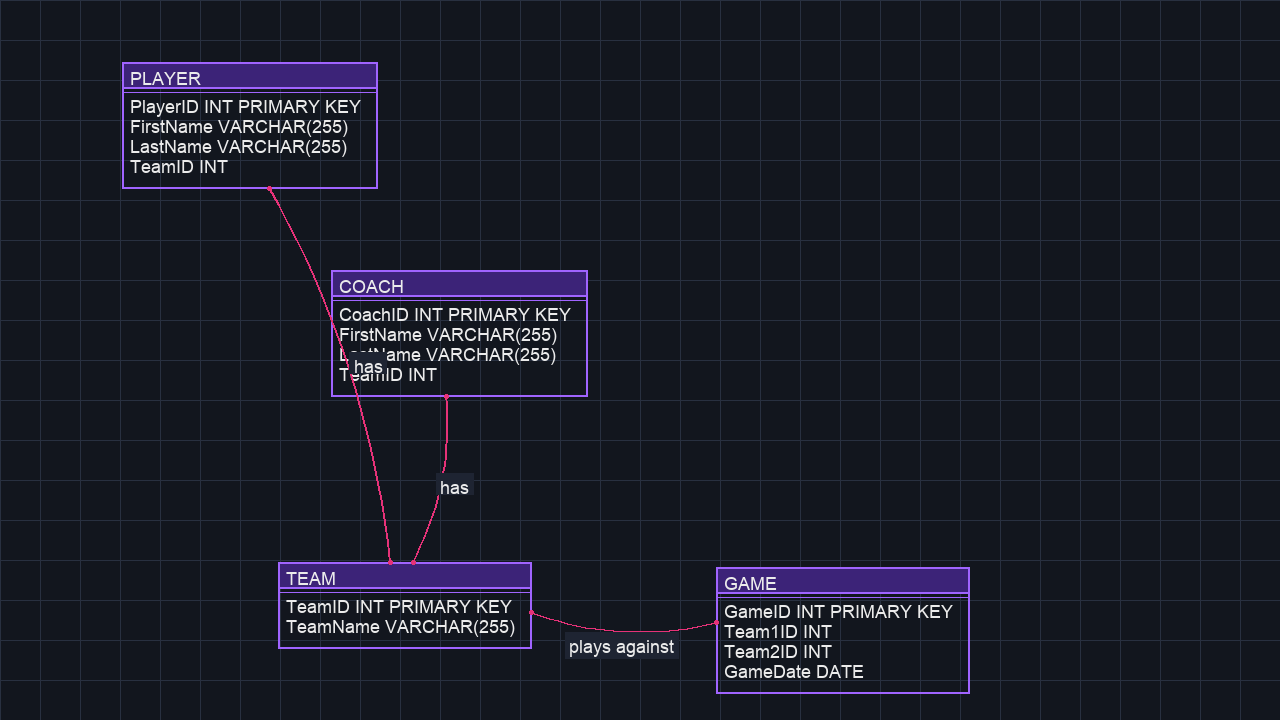 PLAYER
PlayerID INT PRIMARY KEY
FirstName VARCHAR(255)
LastName VARCHAR(255)
TeamID INT
COACH
CoachID INT PRIMARY KEY
FirstName VARCHAR(255)
LastName VARCHAR(255)
has
TeamID INT
has
TEAM
TeamID INT PRIMARY KEY
TeamName VARCHAR(255)
plays against
GAME
GameID INT PRIMARY KEY
Team1ID INT
Team2ID INT
GameDate DATE